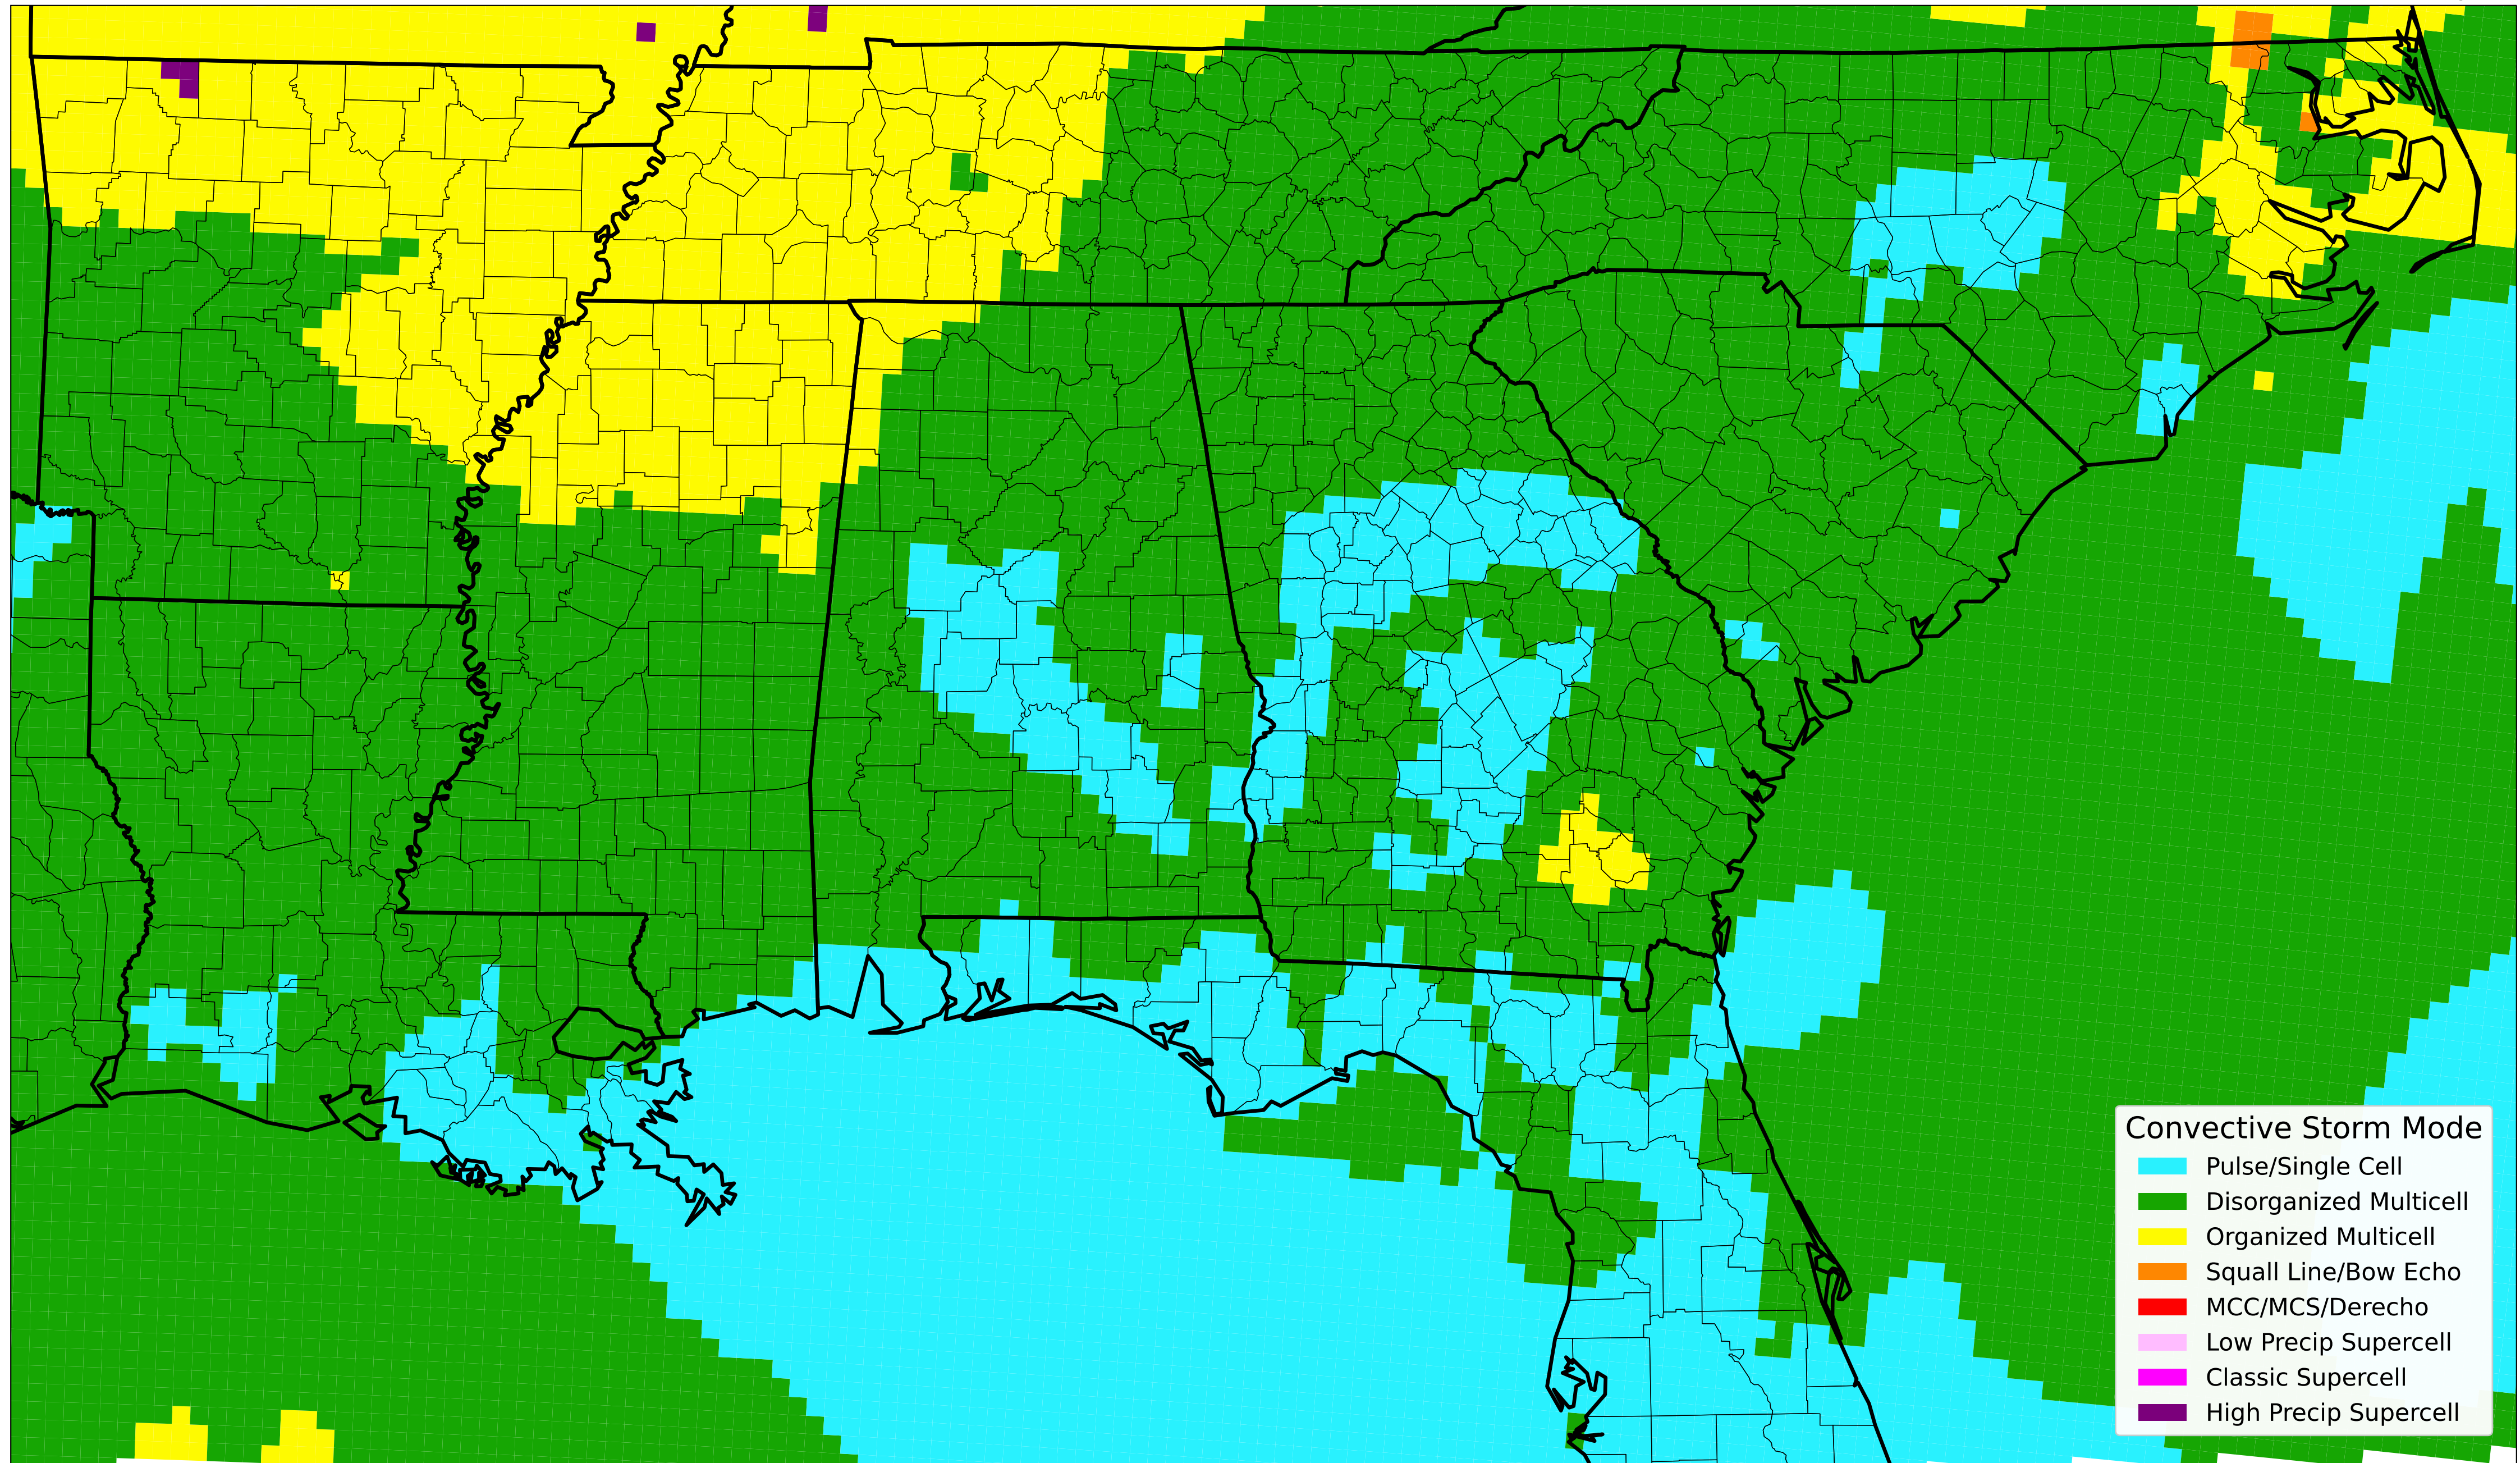 Convective Storm Mode
Pulse/Single Cell
Disorganized Multicell
Organized Multicell
Squall Line/Bow Echo
MCC/MCS/Derecho
Low Precip Supercell
Classic Supercell
High Precip Supercell